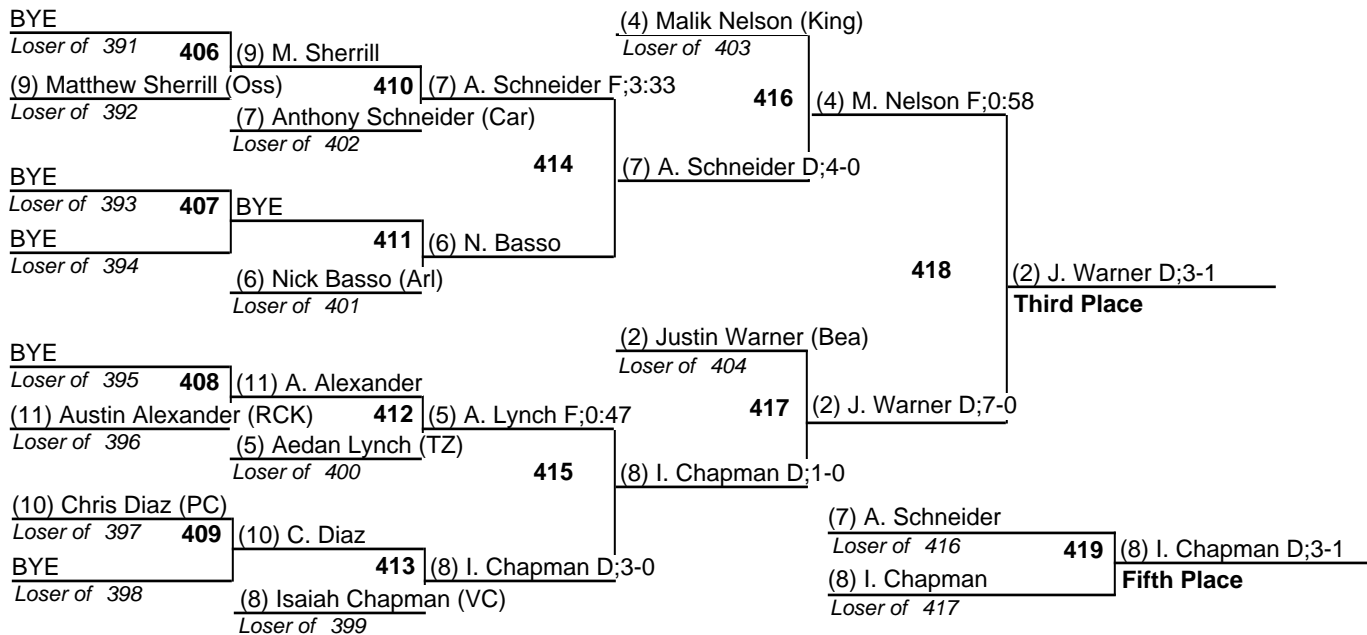 BYE
Loser of 391
406
(9) M. Sherrill
(9) Matthew Sherrill (Oss)
Loser of 392
410
(7) A. Schneider F;3:33
(7) Anthony Schneider (Car)
Loser of 402
414
(7) A. Schneider D;4-0
BYE
Loser of 393
407
BYE
BYE
Loser of 394
411
(6) N. Basso
(6) Nick Basso (Arl)
Loser of 401
(4) Malik Nelson (King)
Loser of 403
416
(4) M. Nelson F;0:58
418
(2) J. Warner D;3-1
Third Place
BYE
Loser of 395
408
(11) A. Alexander
(11) Austin Alexander (RCK)
Loser of 396
412
(5) A. Lynch F;0:47
(5) Aedan Lynch (TZ)
Loser of 400
415
(8) I. Chapman D;1-0
(10) Chris Diaz (PC)
Loser of 397
409
(10) C. Diaz
BYE
Loser of 398
413
(8) I. Chapman D;3-0
(8) Isaiah Chapman (VC)
Loser of 399
(2) Justin Warner (Bea)
Loser of 404
417
(2) J. Warner D;7-0
(7) A. Schneider
Loser of 416
419
(8) I. Chapman D;3-1
(8) I. Chapman
Fifth Place
Loser of 417